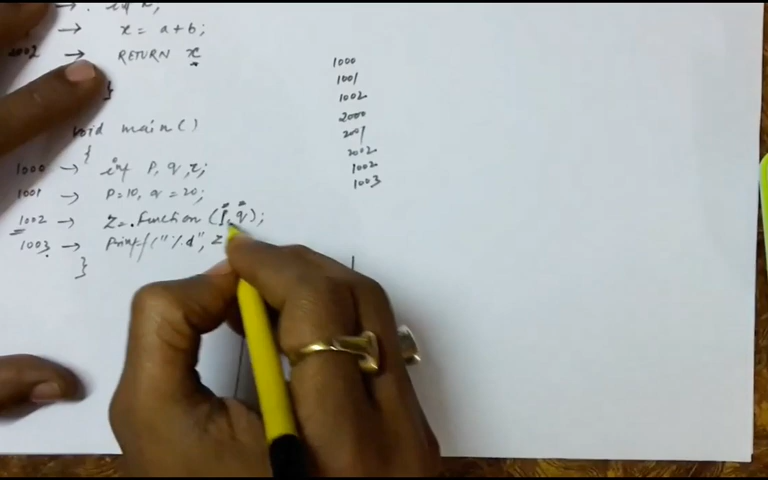 → x = a+b;
2002 → RETURN x
}
void main()
{
1000 → int P, q, z;
1001 → P=10, q=20;
1002 → Z=.Function (P,q);
1003 → Printf("%d", Z
}
1000
1001
1002
2000
2001
2002
1002
1003